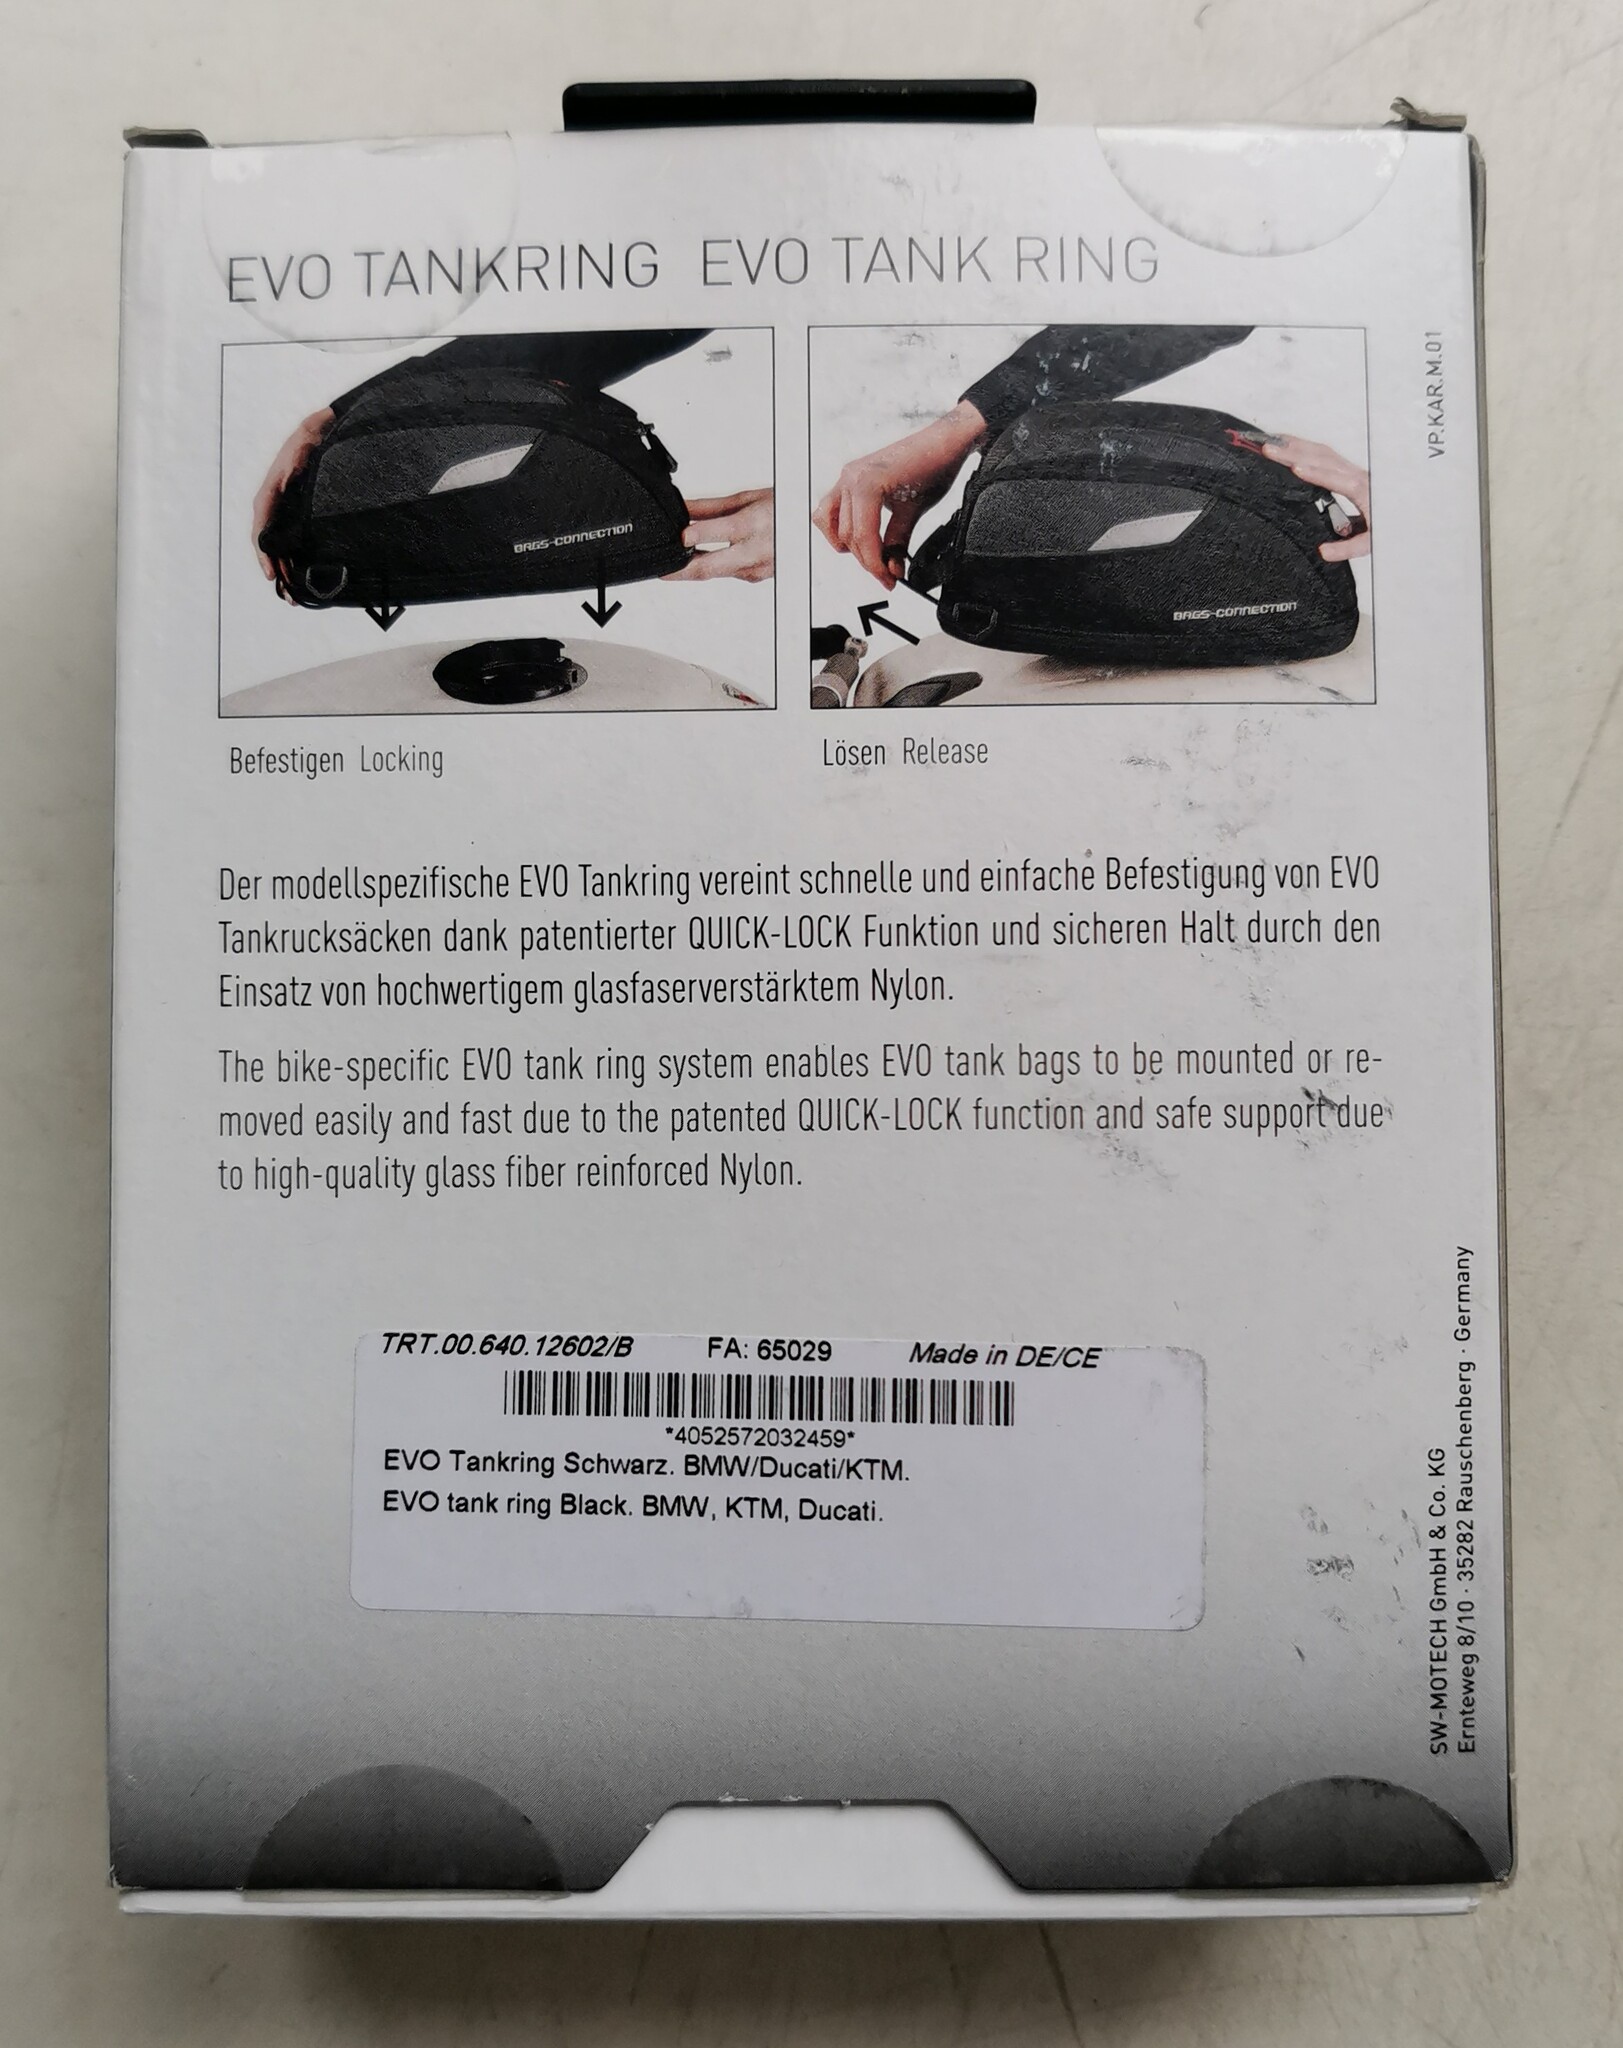 EVO TANKRING EVO TANK RING
BAGS-CONNECTION
BAGS-CONNECTION
Befestigen Locking
Lösen Release
VP.KAR.M.01
Der modellspezifische EVO Tankring vereint schnelle und einfache Befestigung von EVO
Tankrucksäcken dank patentierter QUICK-LOCK Funktion und sicheren Halt durch den
Einsatz von hochwertigem glasfaserverstärktem Nylon.
The bike-specific EVO tank ring system enables EVO tank bags to be mounted or re-
moved easily and fast due to the patented QUICK-LOCK function and safe support due
to high-quality glass fiber reinforced Nylon.
TRT.00.640.12602/B FA: 65029 Made in DE/CE
*4052572032459*
EVO Tankring Schwarz. BMW/Ducati/KTM.
EVO tank ring Black. BMW, KTM, Ducati.
SW-MOTECH GmbH & Co. KG
Ernteweg 8/10 · 35282 Rauschenberg · Germany